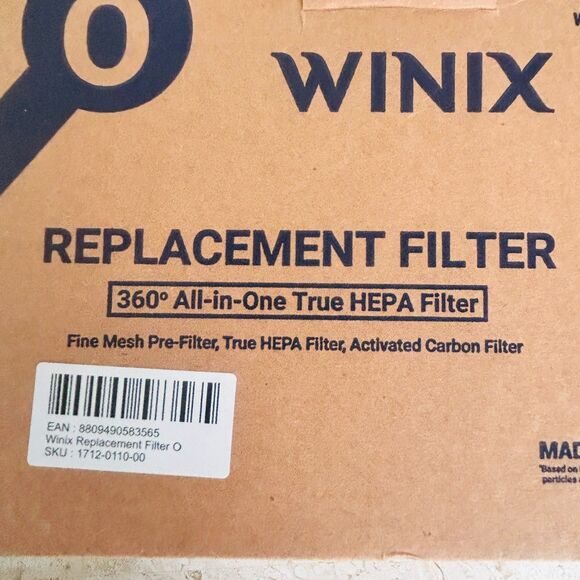 O
WINIX
REPLACEMENT FILTER
360º All-in-One True HEPA Filter
Fine Mesh Pre-Filter, True HEPA Filter, Activated Carbon Filter
EAN : 8809490583565
Winix Replacement Filter O
SKU : 1712-0110-00
MAD
*Based on
particles